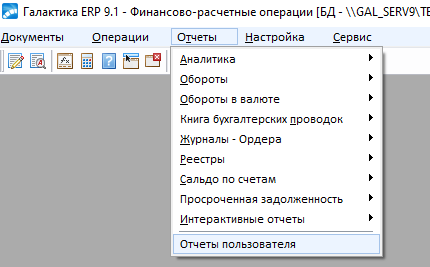 Галактика ERP 9.1 - Финансово-расчетные операции [БД - \\GAL_SERV9\TE
Документы Операции Отчеты Настройка Сервис
Аналитика
Обороты
Обороты в валюте
Книга бухгалтерских проводок
Журналы - Ордера
Реестры
Сальдо по счетам
Просроченная задолженность
Интерактивные отчеты
Отчеты пользователя